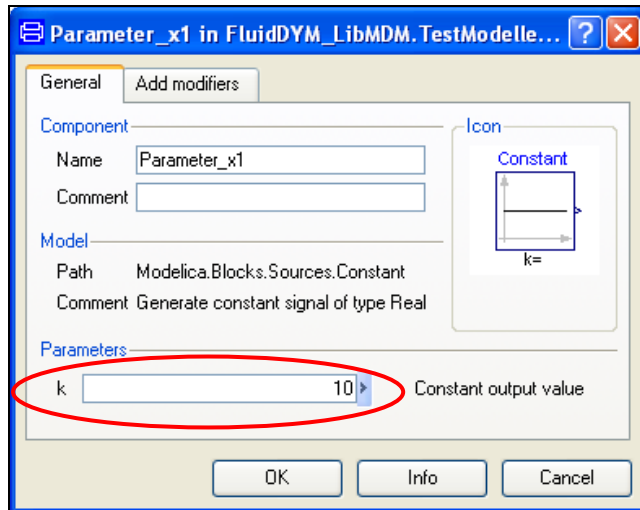 Parameter_x1 in FluidDYM_LibMDM.TestModelle...
General Add modifiers
Component
Icon
Name Parameter_x1
Constant
Comment
k=
Model
Path Modelica.Blocks.Sources.Constant
Comment Generate constant signal of type Real
Parameters
k 10 Constant output value
OK Info Cancel